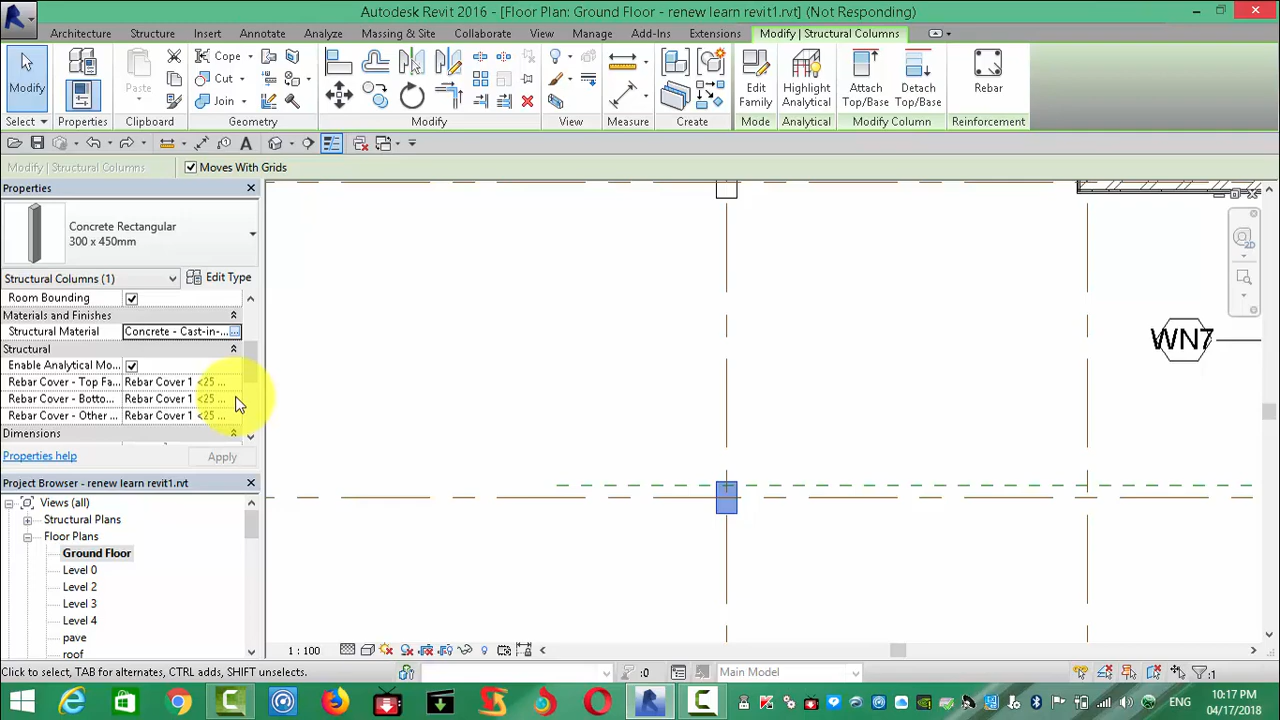 Autodesk Revit 2016 - [Floor Plan: Ground Floor - renew learn revit1.rvt] (Not Responding)
Architecture Structure Insert Annotate Analyze Massing & Site Collaborate View Manage Add-Ins Extensions Modify | Structural Columns
Modify
Select
Properties
Paste
Clipboard
Cope
Cut
Join
Geometry
Modify
View
Measure
Create
Edit
Family
Mode
Highlight
Analytical
Analytical
Attach
Top/Base
Detach
Top/Base
Modify Column
Rebar
Reinforcement
Modify | Structural Columns
Moves With Grids
Properties
Concrete Rectangular
300 x 450mm
Structural Columns (1)
Edit Type
Room Bounding
Materials and Finishes
Structural Material Concrete - Cast-in-...
Structural
Enable Analytical Mo...
Rebar Cover - Top Fa... Rebar Cover 1 <25 ...
Rebar Cover - Botto... Rebar Cover 1 <25 ...
Rebar Cover - Other ... Rebar Cover 1 <25 ...
Dimensions
Properties help
Apply
Project Browser - renew learn revit1.rvt
Views (all)
Structural Plans
Floor Plans
Ground Floor
Level 0
Level 2
Level 3
Level 4
pave
roof
WN7
2D
1 : 100
Click to select, TAB for alternates, CTRL adds, SHIFT unselects.
:0
Main Model
:1
ENG
10:17 PM
04/17/2018